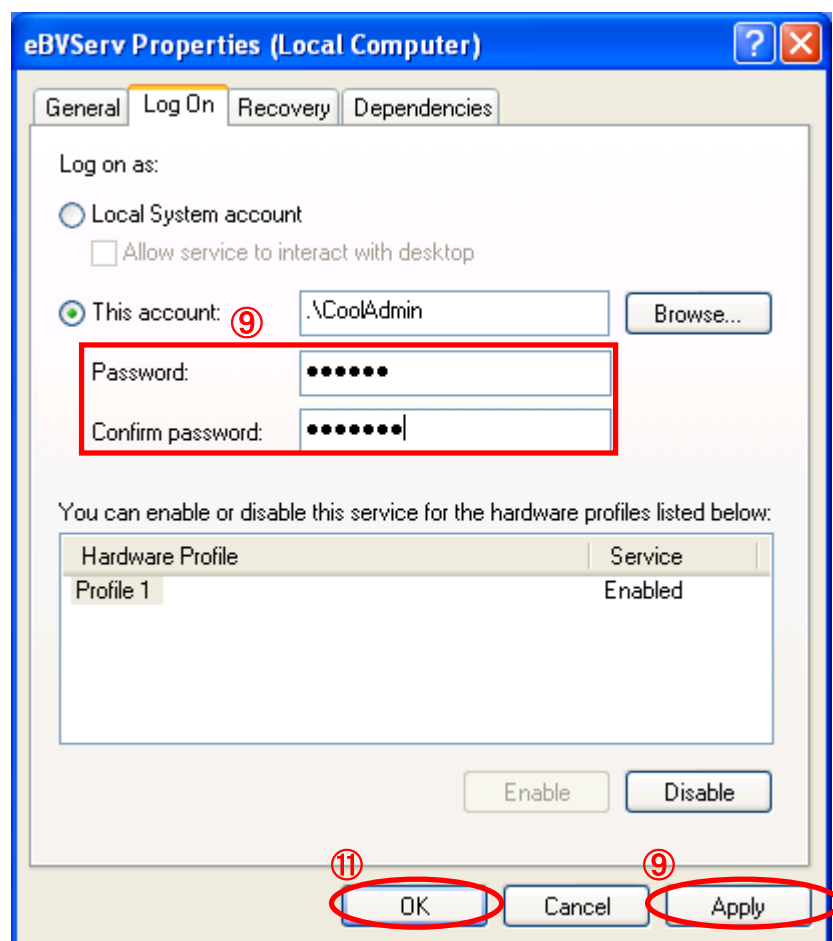 eBVServ Properties (Local Computer)
General Log On Recovery Dependencies
Log on as:
Local System account
Allow service to interact with desktop
This account: ⑨ .\CoolAdmin Browse...
Password: ●●●●●●
Confirm password: ●●●●●●●
You can enable or disable this service for the hardware profiles listed below:
Hardware Profile Service
Profile 1 Enabled
Enable Disable
⑪ ⑨
OK Cancel Apply